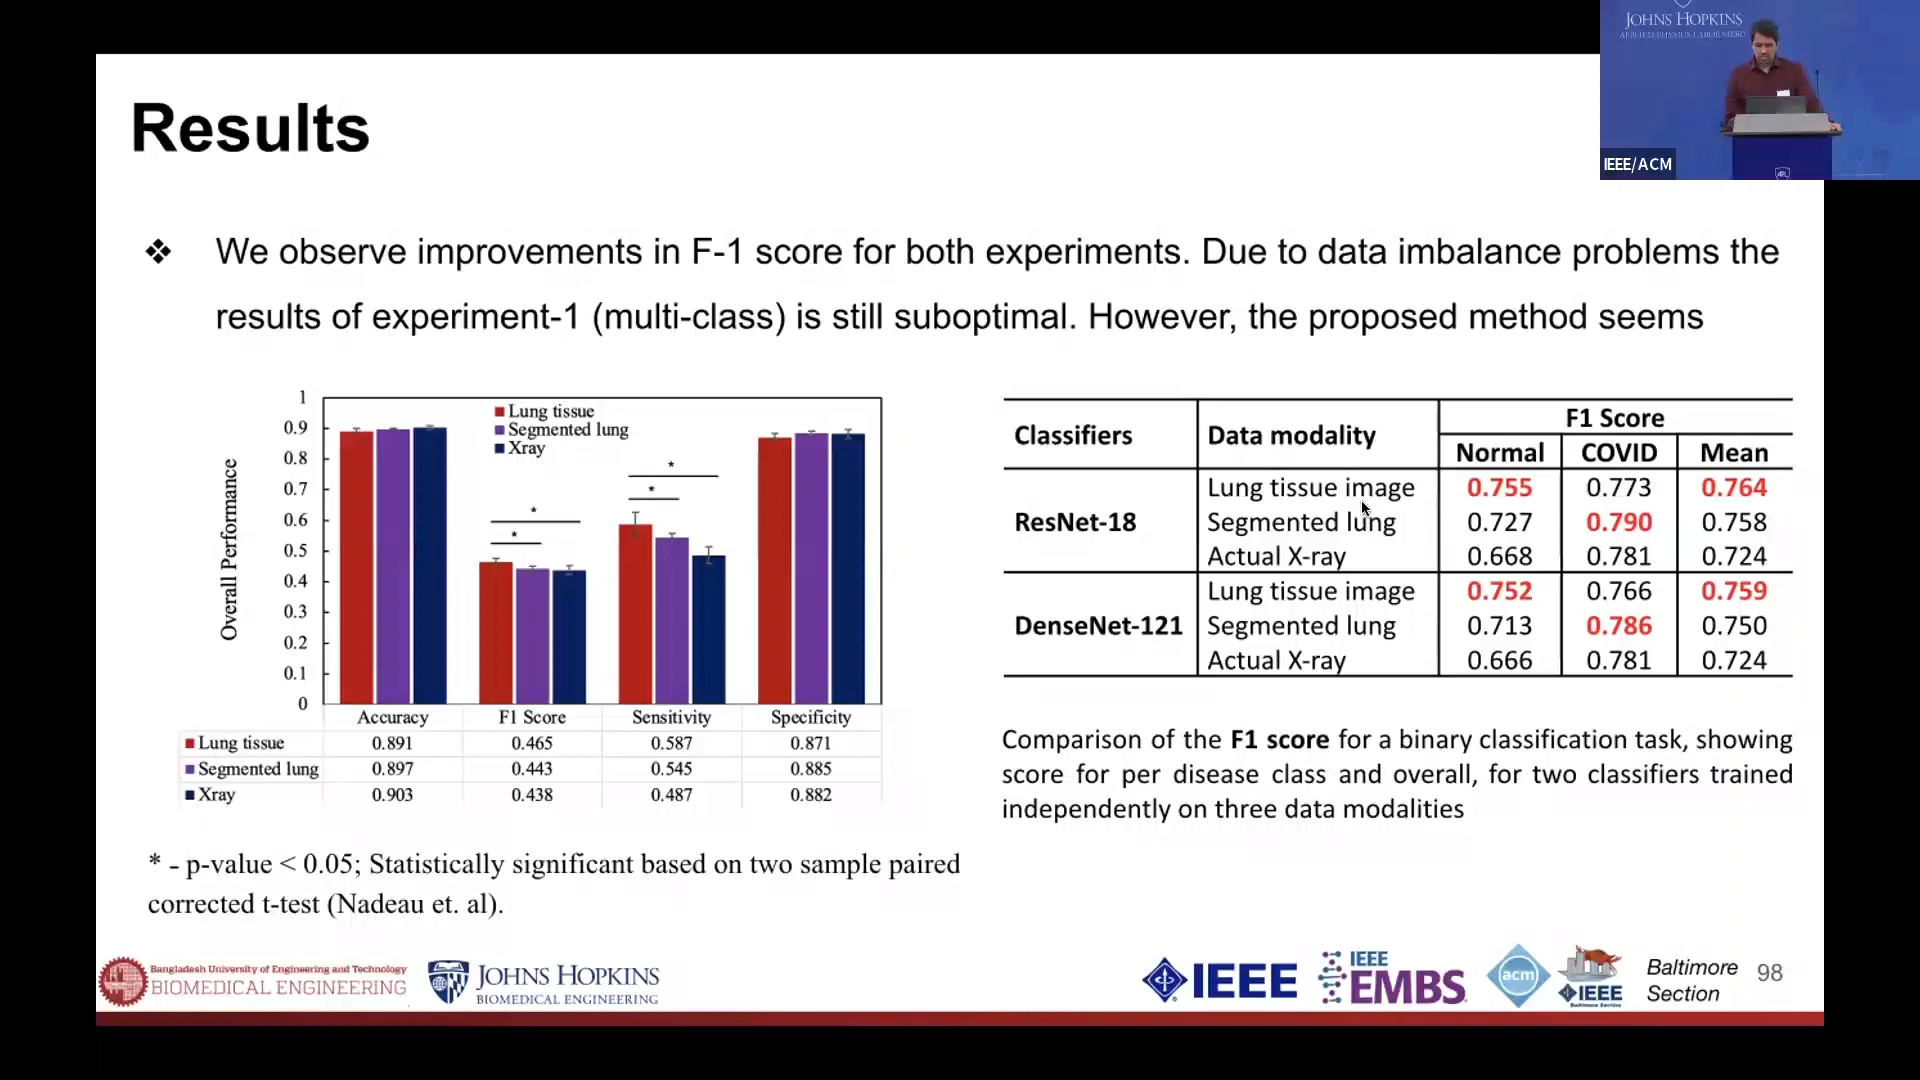 JOHNS HOPKINS
APPLIED PHYSICS LABORATORY
IEEE/ACM
Results
❖ We observe improvements in F-1 score for both experiments. Due to data imbalance problems the
results of experiment-1 (multi-class) is still suboptimal. However, the proposed method seems
1
0.9
0.8
0.7
0.6
0.5
0.4
0.3
0.2
0.1
0
Overall Performance
Lung tissue
Segmented lung
Xray
* *
* *
Accuracy F1 Score Sensitivity Specificity
Lung tissue 0.891 0.465 0.587 0.871
Segmented lung 0.897 0.443 0.545 0.885
Xray 0.903 0.438 0.487 0.882
* - p-value < 0.05; Statistically significant based on two sample paired
corrected t-test (Nadeau et. al).
Classifiers Data modality F1 Score
Normal COVID Mean
ResNet-18
Lung tissue image 0.755 0.773 0.764
Segmented lung 0.727 0.790 0.758
Actual X-ray 0.668 0.781 0.724
DenseNet-121
Lung tissue image 0.752 0.766 0.759
Segmented lung 0.713 0.786 0.750
Actual X-ray 0.666 0.781 0.724
Comparison of the F1 score for a binary classification task, showing
score for per disease class and overall, for two classifiers trained
independently on three data modalities
Bangladesh University of Engineering and Technology
BIOMEDICAL ENGINEERING
JOHNS HOPKINS
BIOMEDICAL ENGINEERING
IEEE
IEEE
EMBS
acm
IEEE
Baltimore Section
Baltimore
Section
98
APL